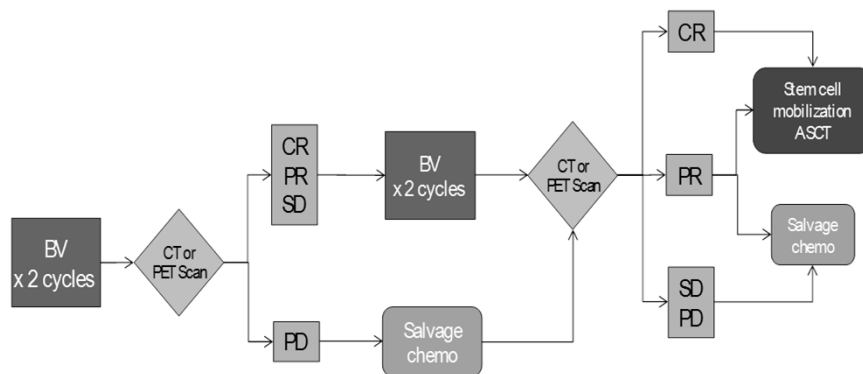 BV
x 2 cycles
CT or
PET Scan
CR
PR
SD
PD
BV
x 2 cycles
Salvage
chemo
CT or
PET Scan
CR
PR
SD
PD
Stem cell
mobilization
ASCT
Salvage
chemo